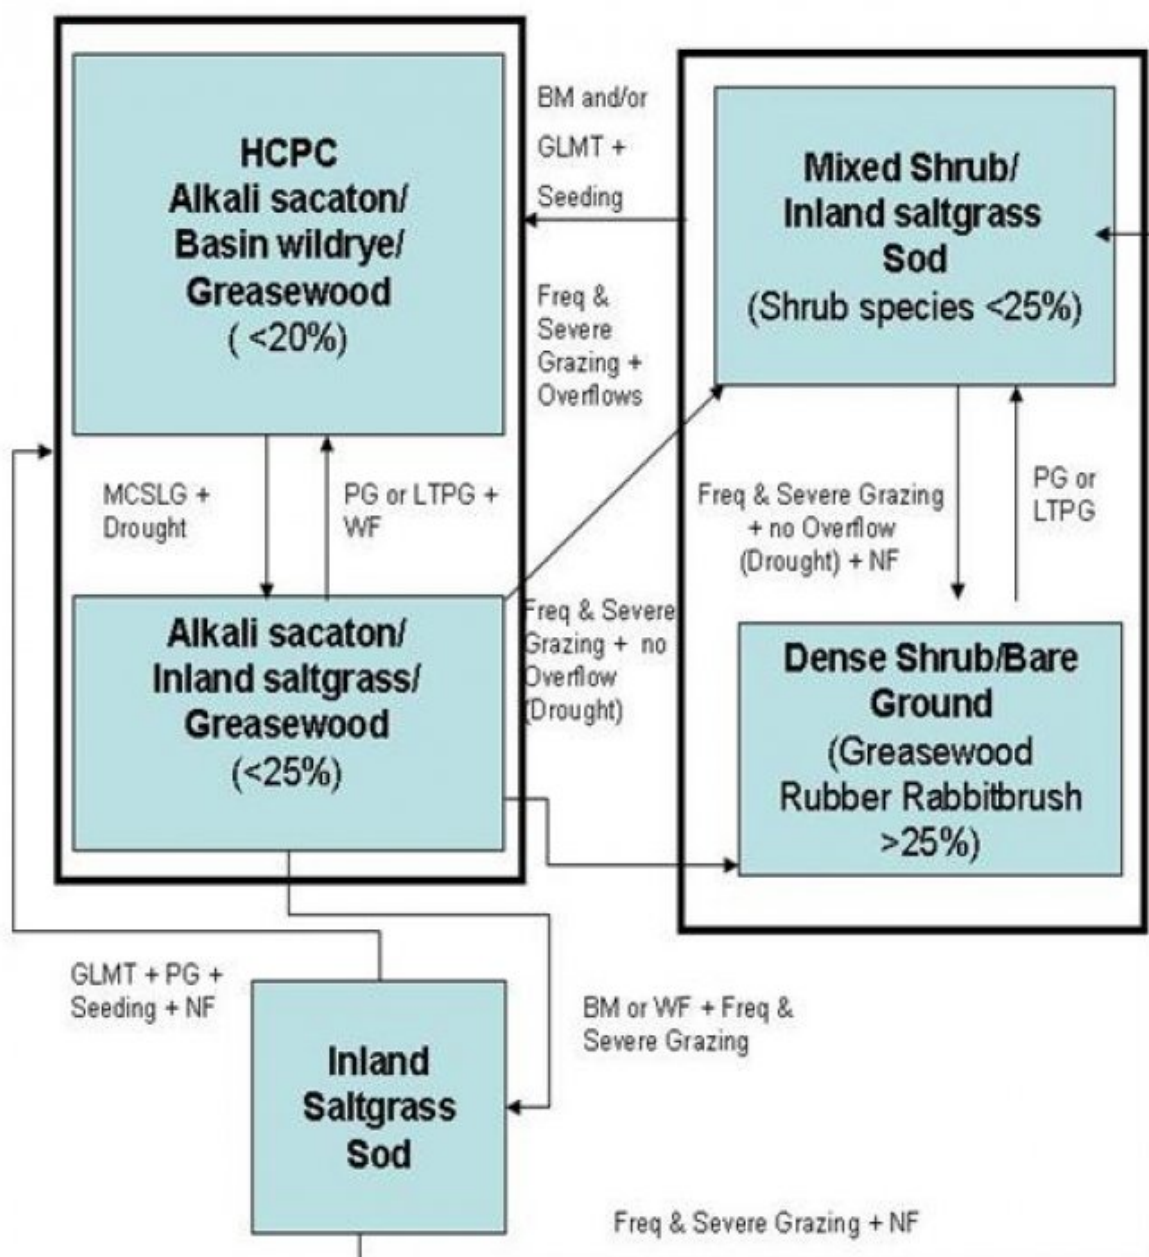 HCPC
Alkali sacaton/
Basin wildrye/
Greasewood
( <20%)
BM and/or
GLMT +
Seeding
Mixed Shrub/
Inland saltgrass
Sod
(Shrub species <25%)
Freq &
Severe
Grazing +
Overflows
MCSLG +
Drought
PG or LTPG +
WF
Freq & Severe Grazing
+ no Overflow
(Drought) + NF
PG or
LTPG
Alkali sacaton/
Inland saltgrass/
Greasewood
(<25%)
Freq & Severe
Grazing + no
Overflow
(Drought)
Dense Shrub/Bare
Ground
(Greasewood
Rubber Rabbitbrush
>25%)
GLMT + PG +
Seeding + NF
BM or WF + Freq &
Severe Grazing
Inland
Saltgrass
Sod
Freq & Severe Grazing + NF